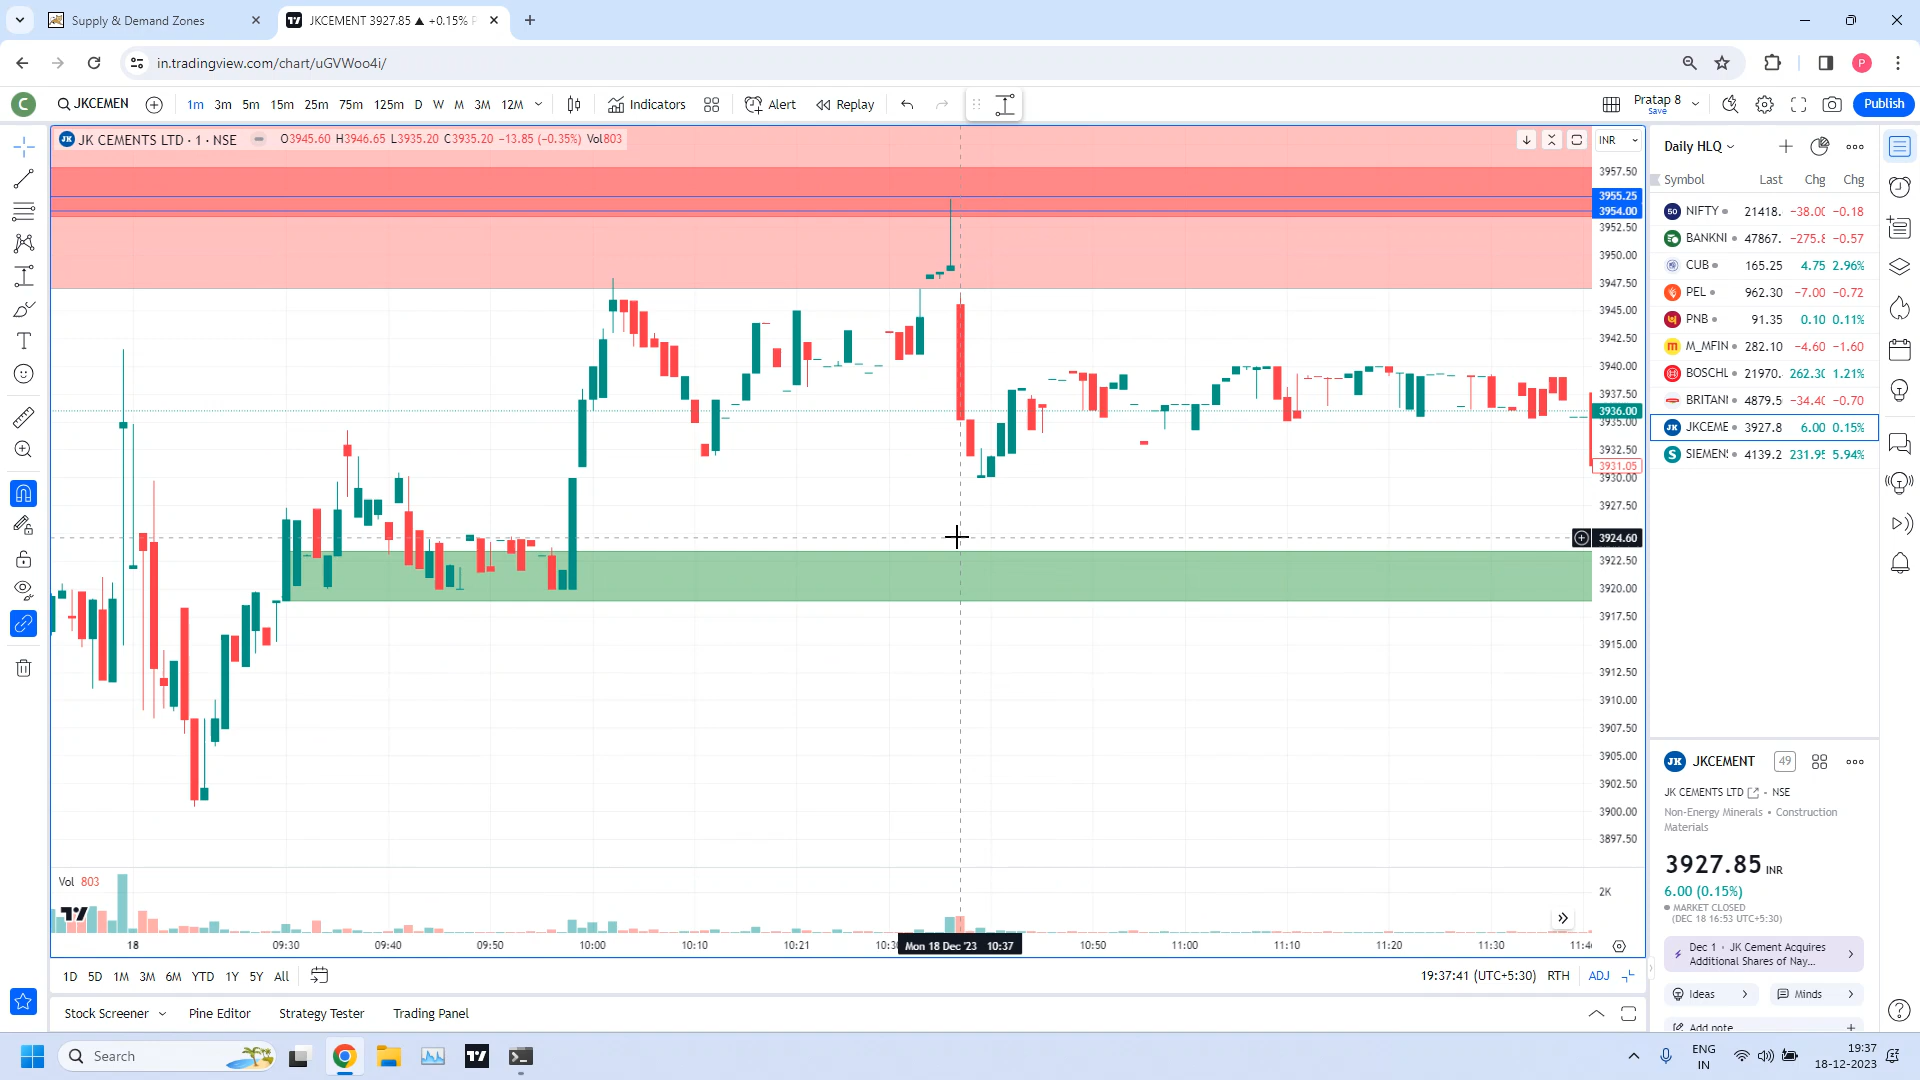 Supply & Demand Zones
JKCEMENT 3927.85 ▲ +0.15%
in.tradingview.com/chart/uGVWoo4i/
P
C
JKCEMEN
1m 3m 5m 15m 25m 75m 125m D W M 3M 12M
Indicators
Alert
Replay
Pratap 8
Save
Publish
JK CEMENTS LTD · 1 · NSE
O3945.60 H3946.65 L3935.20 C3935.20 −13.85 (−0.35%) Vol803
INR
3957.50
3955.25
3954.00
3952.50
3950.00
3947.50
3945.00
3942.50
3940.00
3937.50
3936.00
3935.00
3932.50
3931.05
3930.00
3927.50
3924.60
3922.50
3920.00
3917.50
3915.00
3912.50
3910.00
3907.50
3905.00
3902.50
3900.00
3897.50
Vol 803
2K
18 09:30 09:40 09:50 10:00 10:10 10:21 Mon 18 Dec '23 10:37 10:50 11:00 11:10 11:20 11:30
1D 5D 1M 3M 6M YTD 1Y 5Y All
19:37:41 (UTC+5:30) RTH ADJ
Stock Screener
Pine Editor
Strategy Tester
Trading Panel
Daily HLQ
Symbol Last Chg Chg
NIFTY 21418. −38.00 −0.18
BANKNI 47867. −275.8 −0.57
CUB 165.25 4.75 2.96%
PEL 962.30 −7.00 −0.72
PNB 91.35 0.10 0.11%
M_MFIN 282.10 −4.60 −1.60
BOSCHL 21970. 262.30 1.21%
BRITANI 4879.5 −34.40 −0.70
JKCEME 3927.8 6.00 0.15%
SIEMEN: 4139.2 231.95 5.94%
JKCEMENT
49
JK CEMENTS LTD - NSE
Non-Energy Minerals • Construction
Materials
3927.85 INR
6.00 (0.15%)
MARKET CLOSED
(DEC 18 16:53 UTC+5:30)
Dec 1 · JK Cement Acquires
Additional Shares of Nay...
Ideas
Minds
Add note
Search
ENG
IN
19:37
18-12-2023